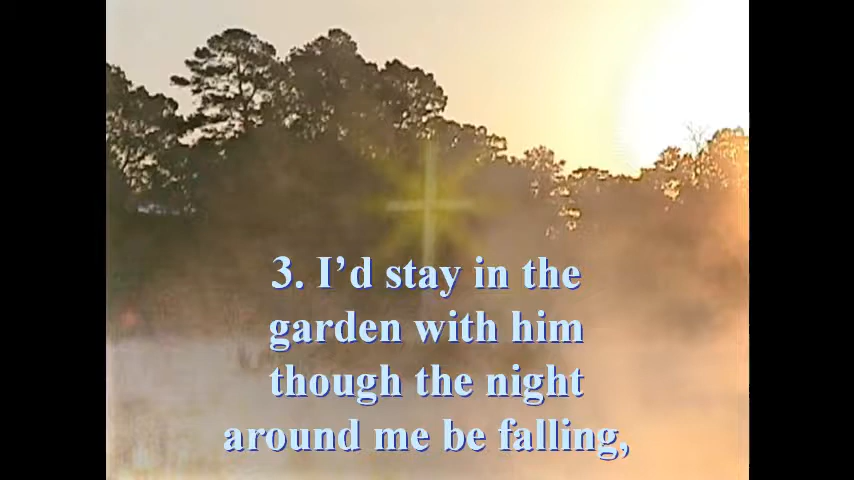 3. I’d stay in the
garden with him
though the night
around me be falling,